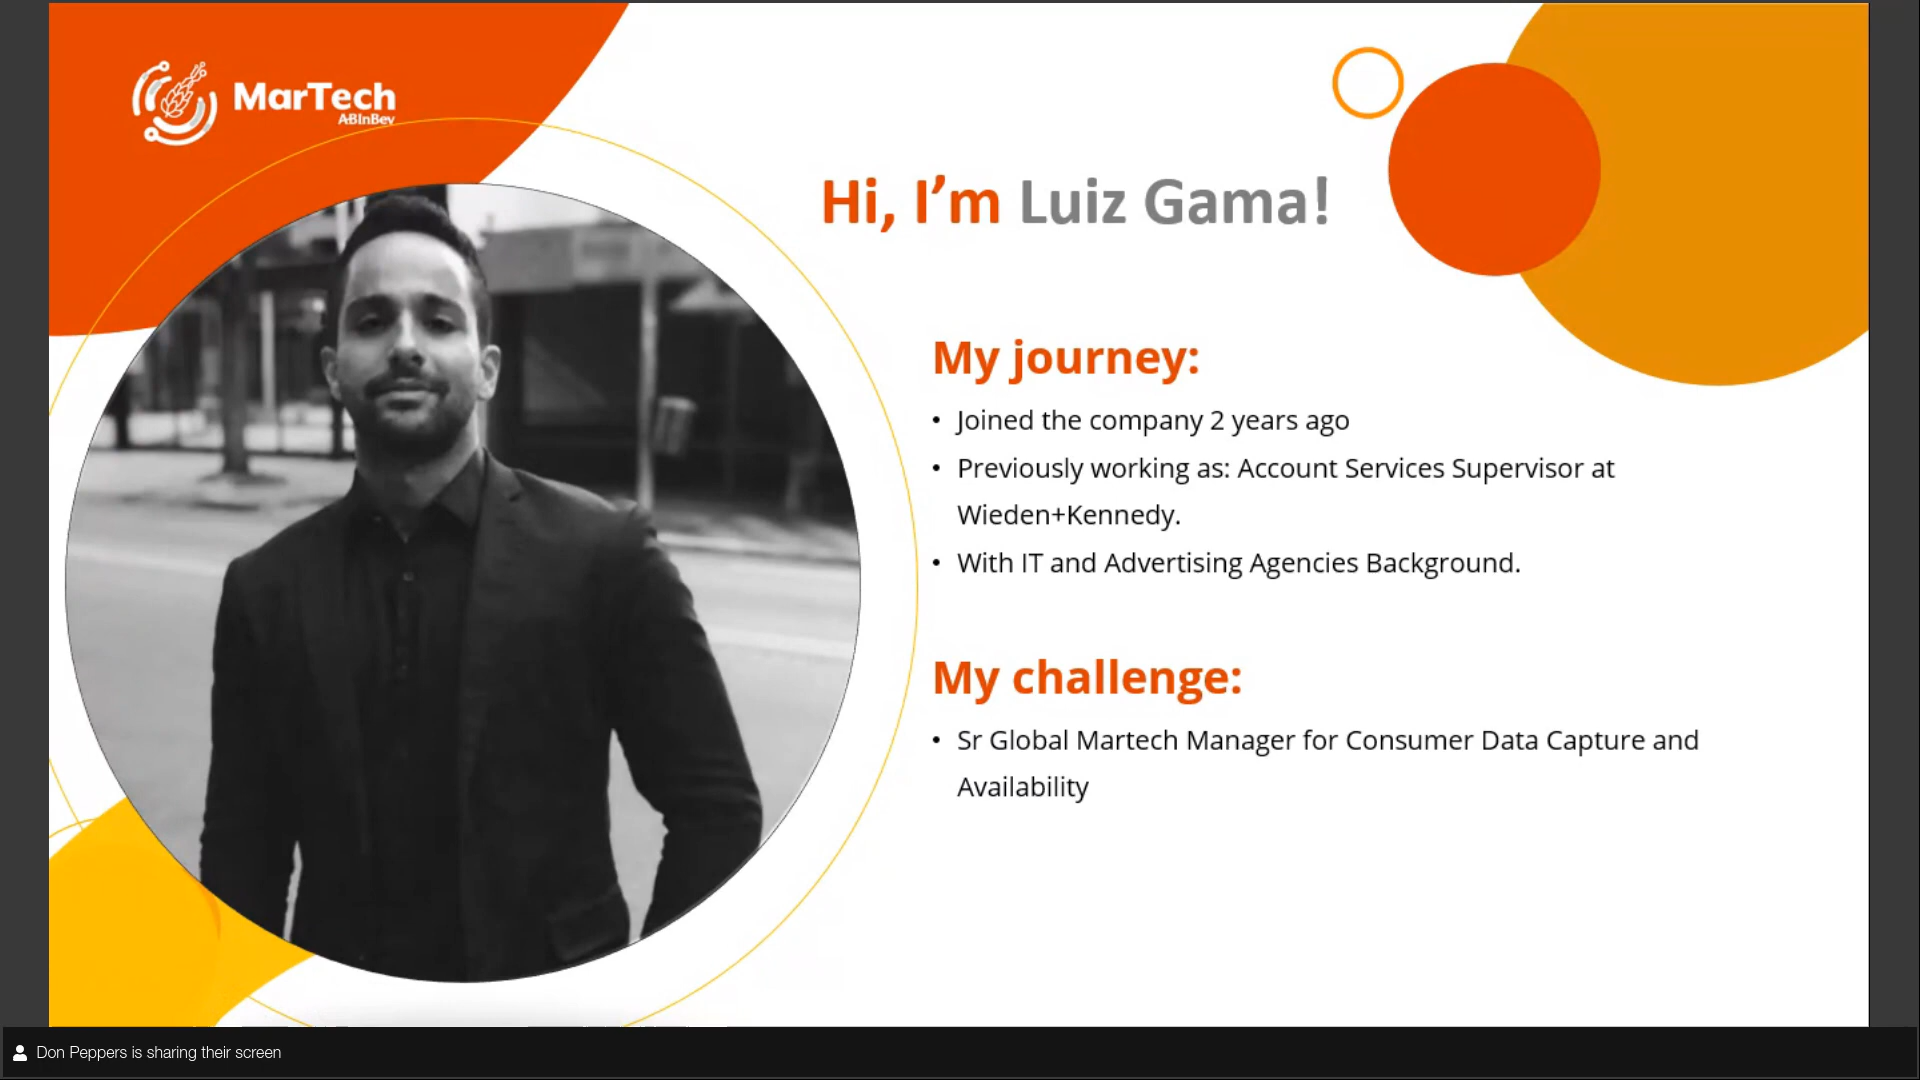 MarTech
ABInBev
Hi, I’m Luiz Gama!
My journey:
• Joined the company 2 years ago
• Previously working as: Account Services Supervisor at
Wieden+Kennedy.
• With IT and Advertising Agencies Background.
My challenge:
• Sr Global Martech Manager for Consumer Data Capture and
Availability
Don Peppers is sharing their screen